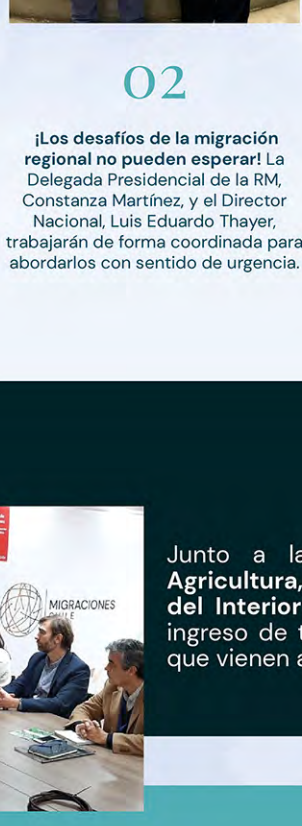 02
¡Los desafíos de la migración
regional no pueden esperar! La
Delegada Presidencial de la RM,
Constanza Martínez, y el Director
Nacional, Luis Eduardo Thayer,
trabajarán de forma coordinada para
abordarlos con sentido de urgencia.
MIGRACIONES
Junto a la
Agricultura,
del Interior
ingreso de
que vienen a